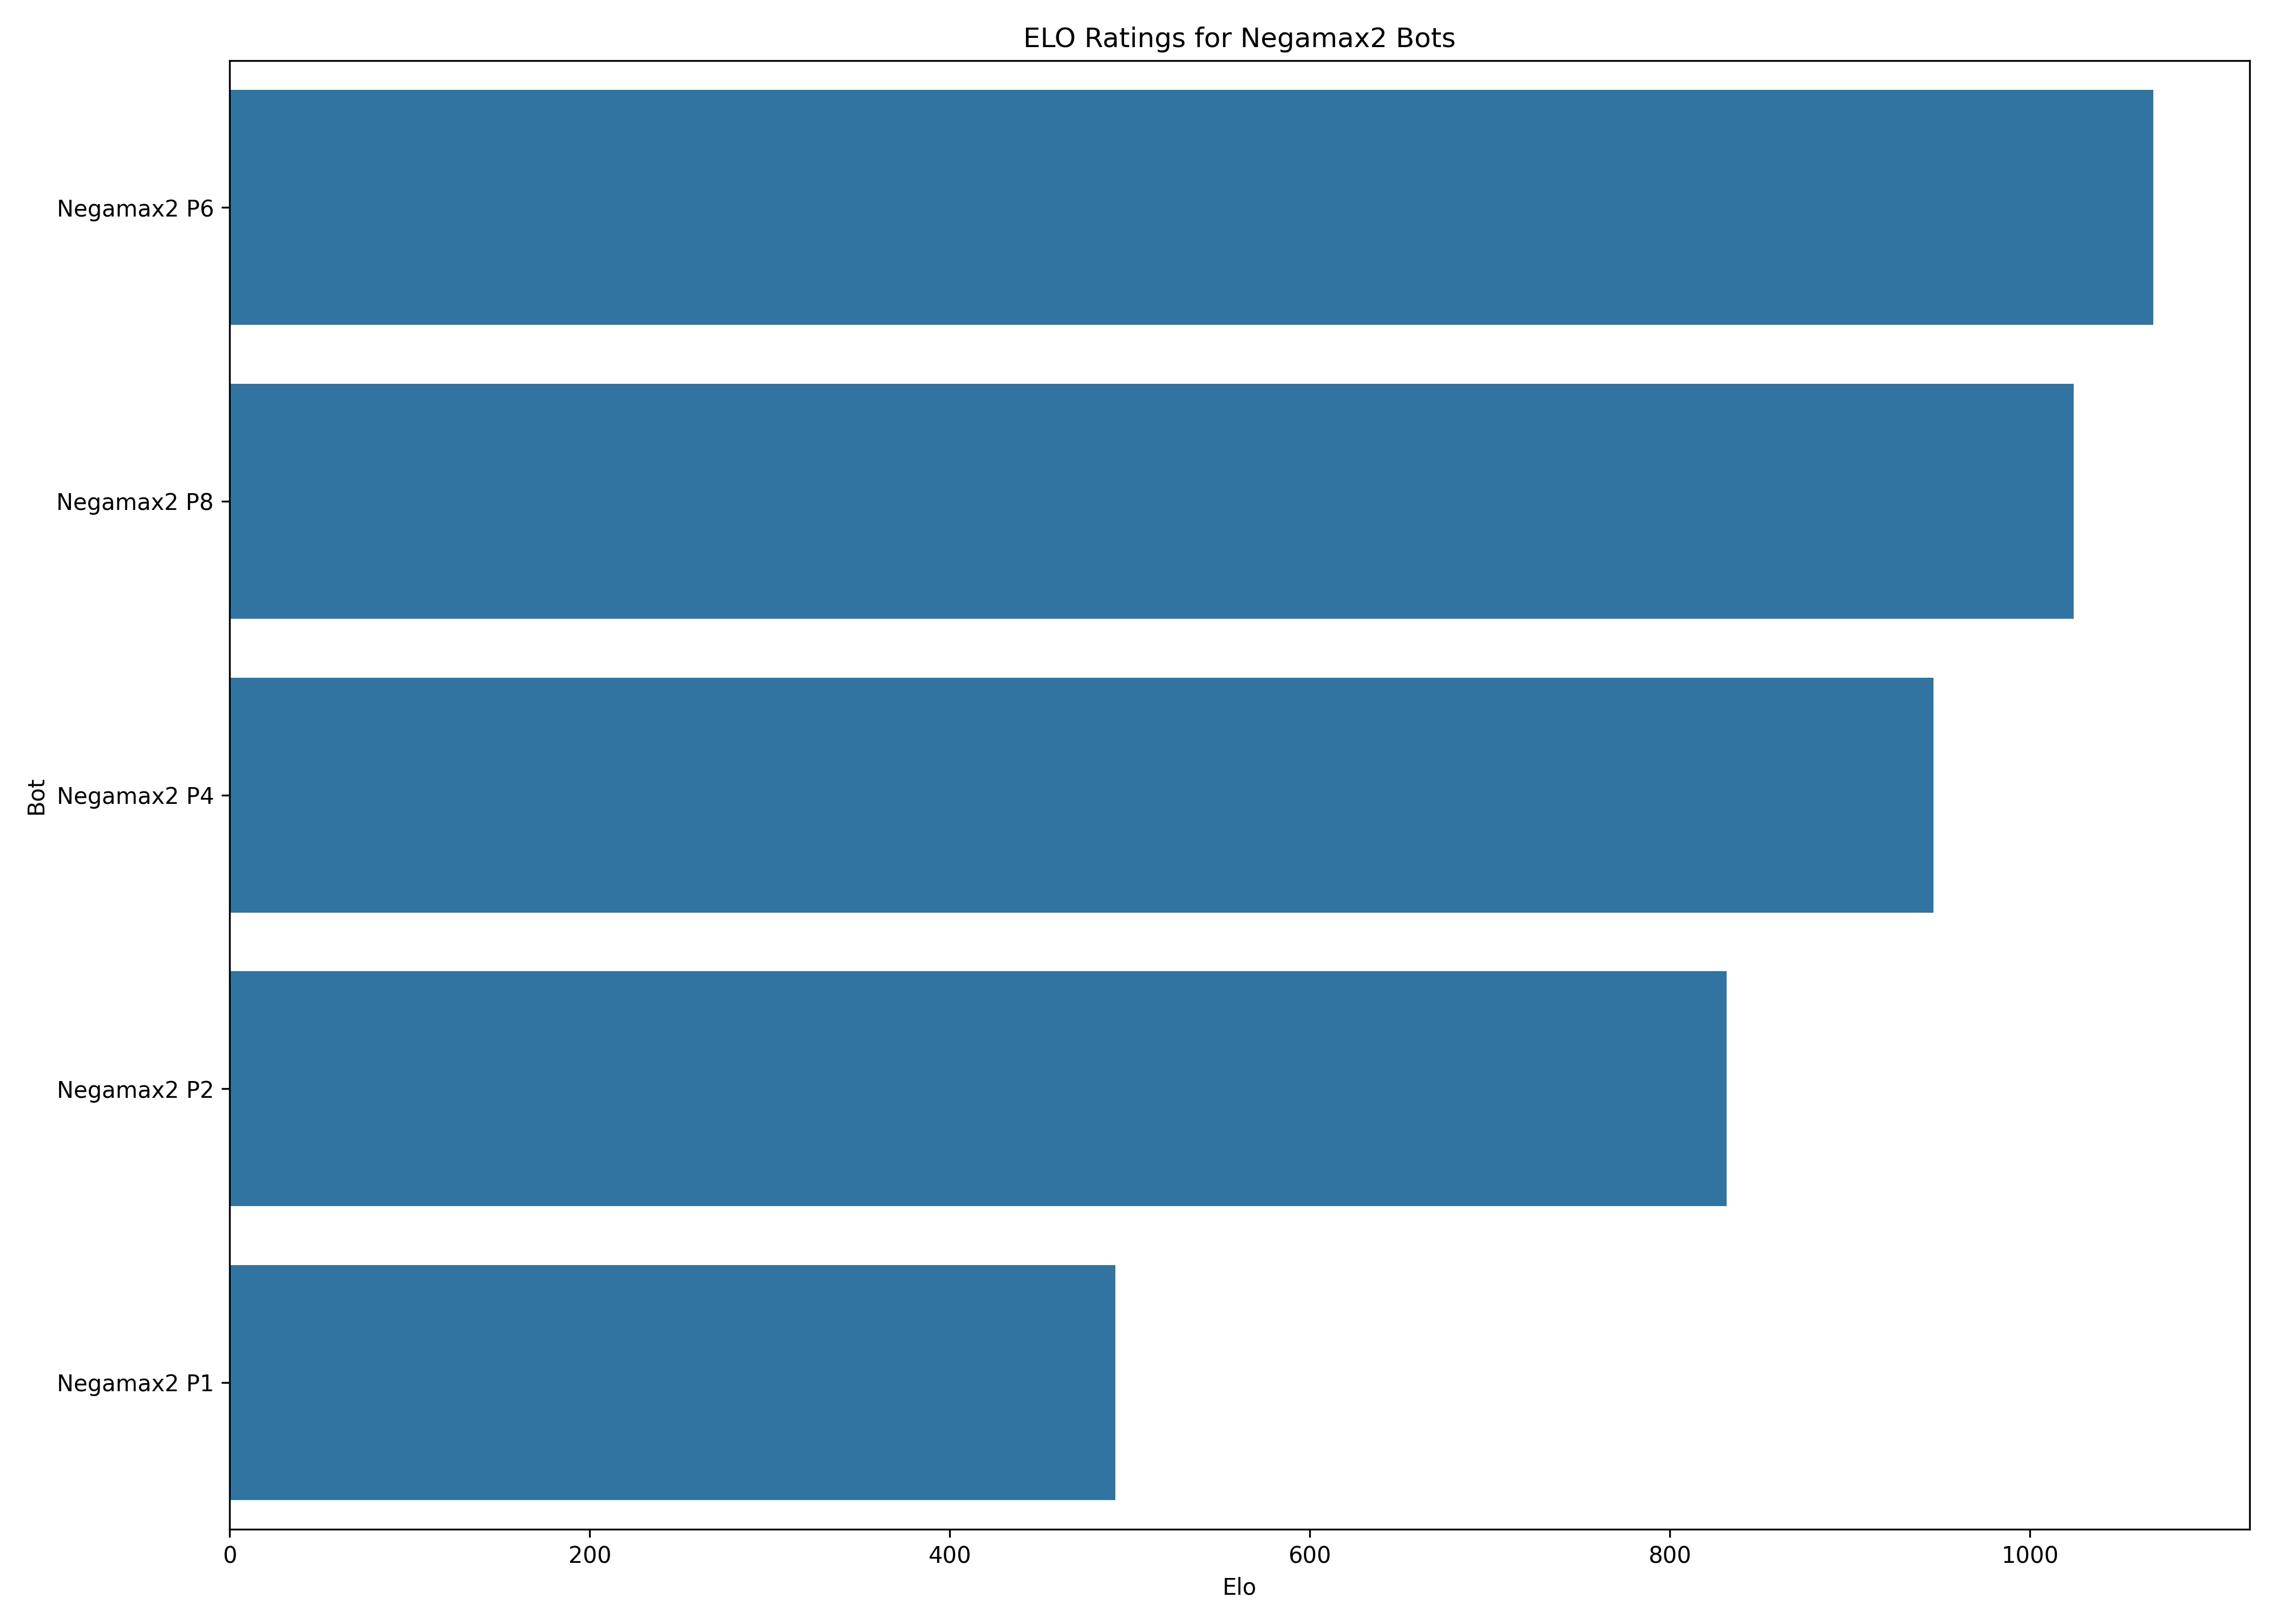 ELO Ratings for Negamax2 Bots
Negamax2 P6
Negamax2 P8
Negamax2 P4
Negamax2 P2
Negamax2 P1
Bot
0 200 400 600 800 1000
Elo